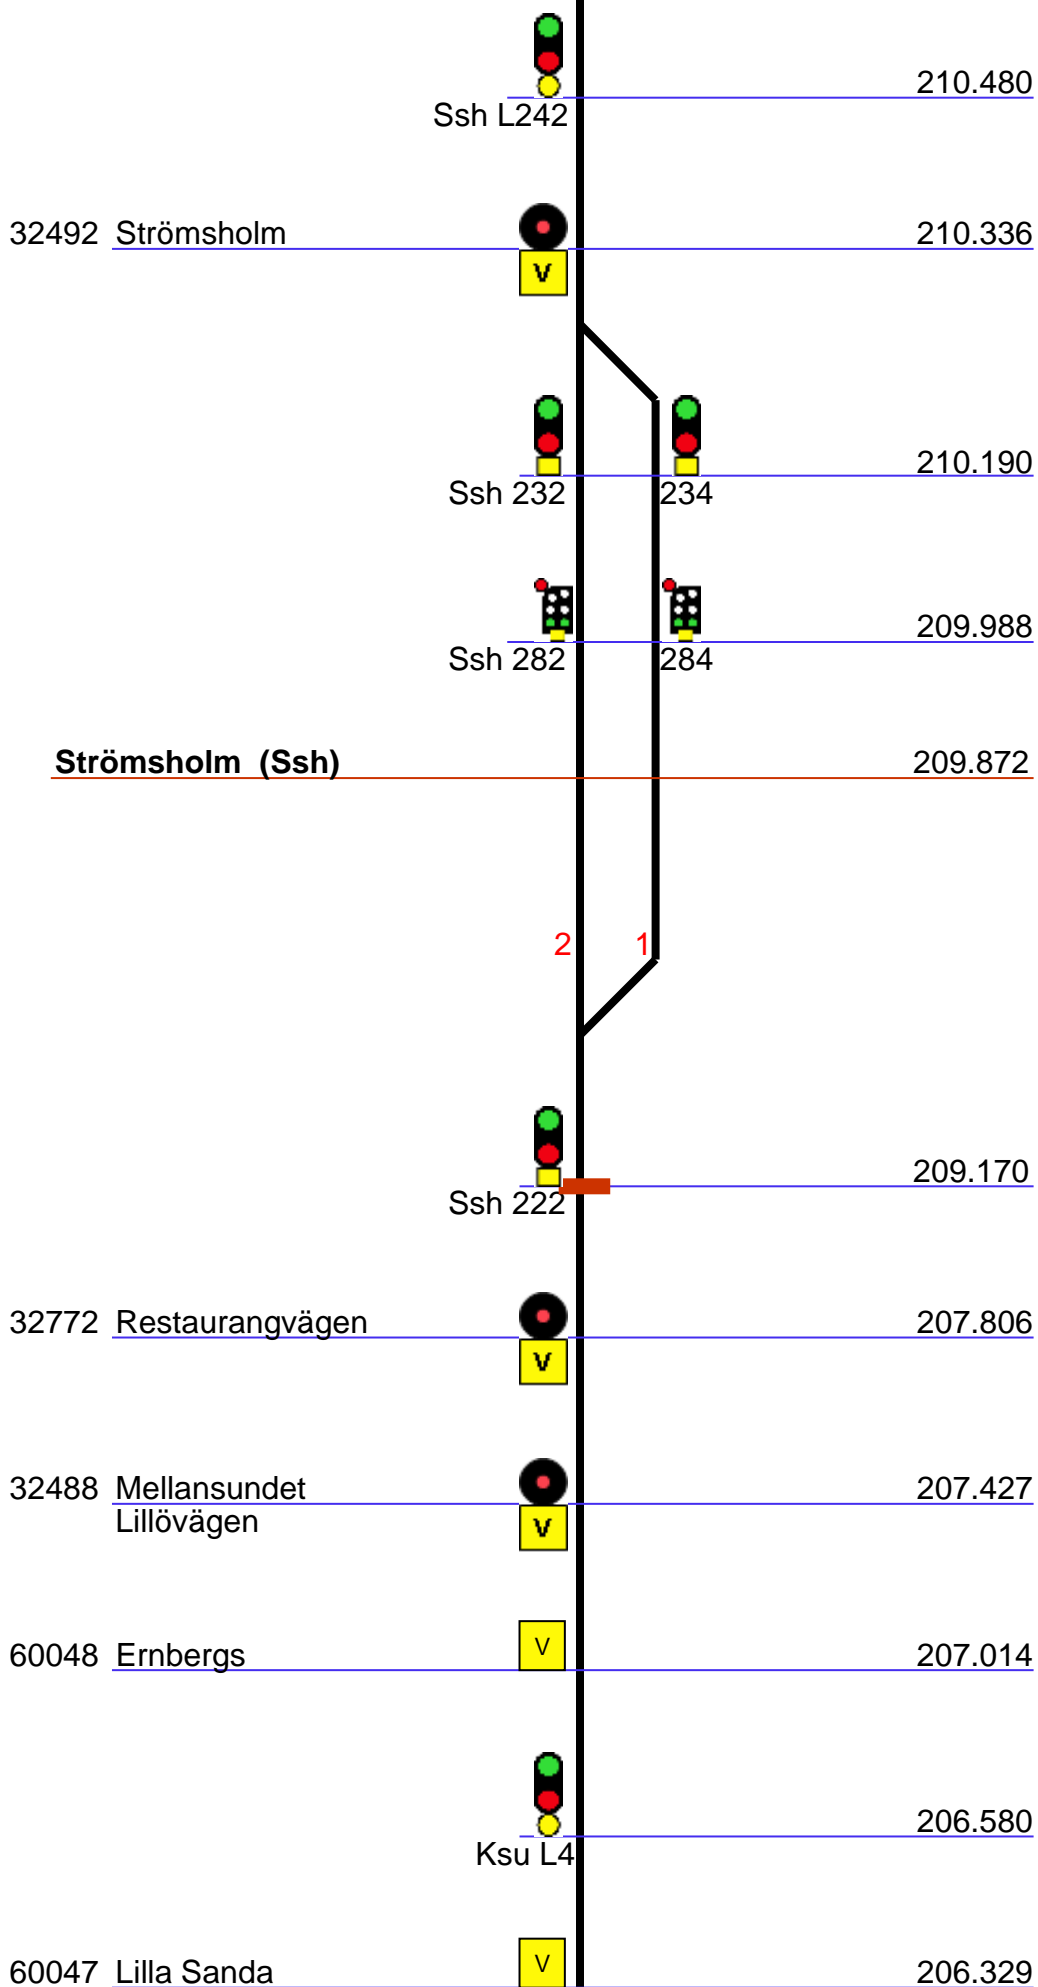 210.480
Ssh L242
32492 Strömsholm 210.336
V
210.190
Ssh 232 234
209.988
Ssh 282 284
Strömsholm (Ssh) 209.872
2 1
209.170
Ssh 222
32772 Restaurangvägen 207.806
V
32488 Mellansundet 207.427
Lillövägen V
V
60048 Ernbergs 207.014
206.580
Ksu L4
V
60047 Lilla Sanda 206.329